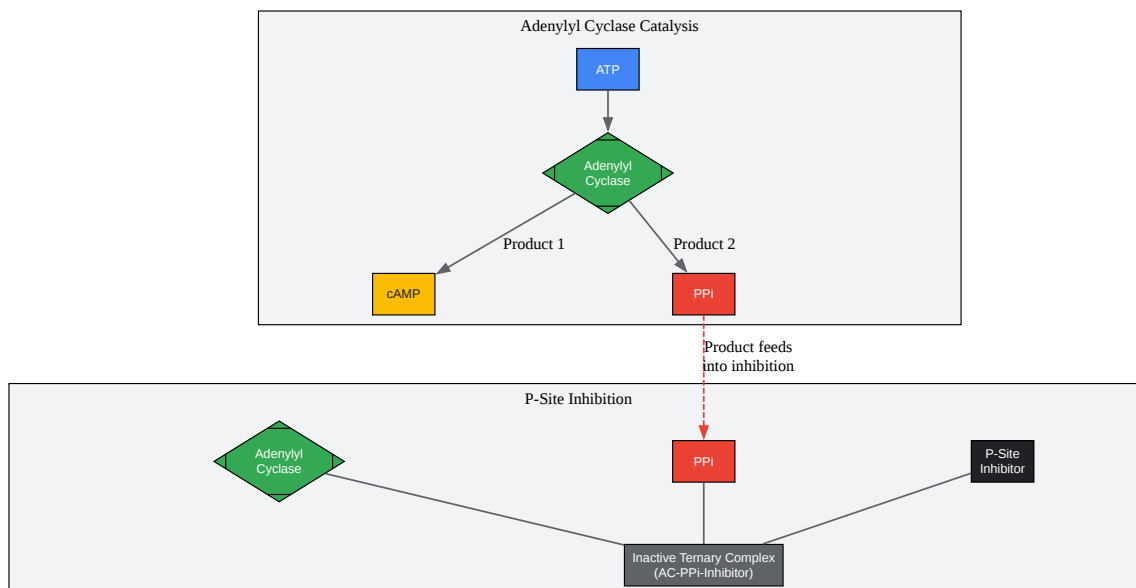 Adenylyl Cyclase Catalysis
ATP
Adenylyl
Cyclase
Product 1
Product 2
cAMP
PPi
Product feeds
into inhibition
P-Site Inhibition
Adenylyl
Cyclase
PPi
P-Site
Inhibitor
Inactive Ternary Complex
(AC-PPi-Inhibitor)